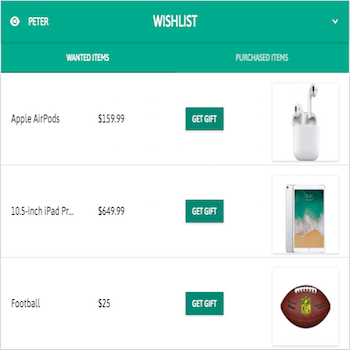 PETER WISHLIST
WANTED ITEMS PURCHASED ITEMS
Apple AirPods $159.99 GET GIFT
10.5-inch iPad Pr... $649.99 GET GIFT
Football $25 GET GIFT